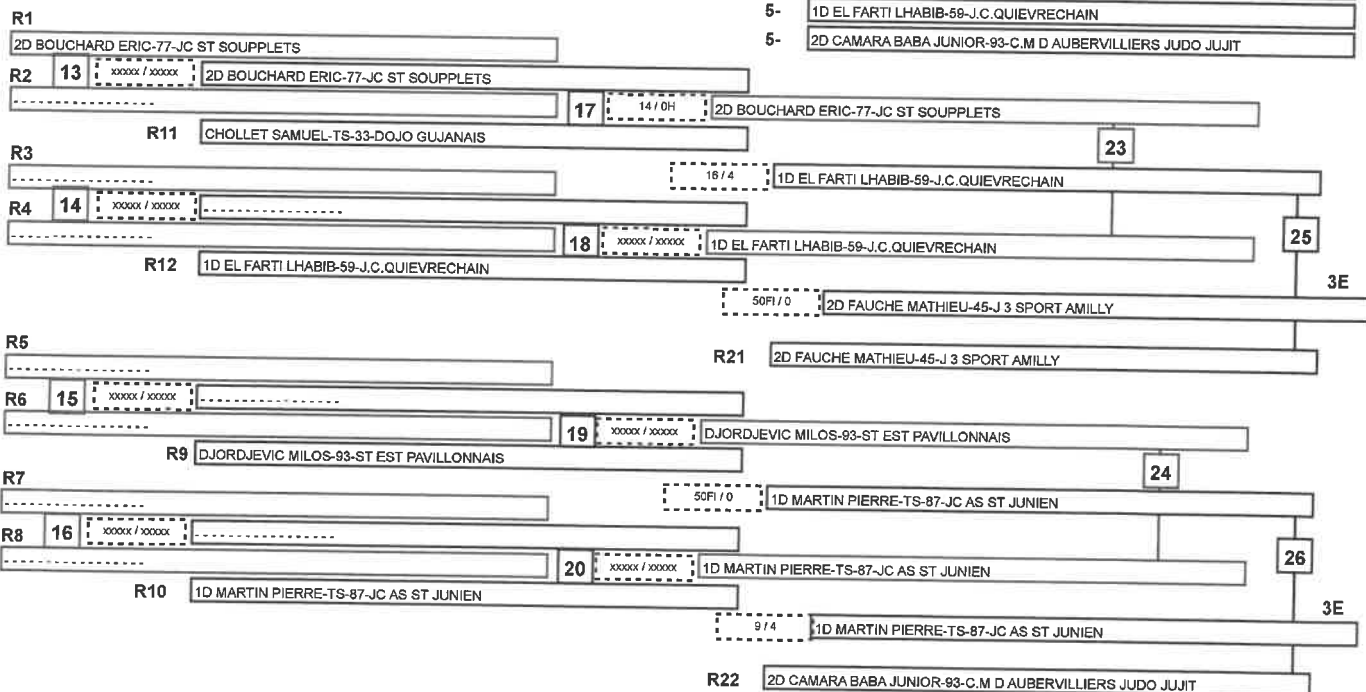 5- 1D EL FARTI LHABIB-59-J.C.QUIEVRECHAIN
5- 2D CAMARA BABA JUNIOR-93-C.M D AUBERVILLIERS JUDO JUJIT
R1
2D BOUCHARD ERIC-77-JC ST SOUPPLETS
R2 13 xxxxx / xxxxx 2D BOUCHARD ERIC-77-JC ST SOUPPLETS
17 14 / 0H 2D BOUCHARD ERIC-77-JC ST SOUPPLETS
R11 CHOLLET SAMUEL-TS-33-DOJO GUJANAIS
23
R3
16 / 4 1D EL FARTI LHABIB-59-J.C.QUIEVRECHAIN
R4 14 xxxxx / xxxxx
18 xxxxx / xxxxx 1D EL FARTI LHABIB-59-J.C.QUIEVRECHAIN
25
R12 1D EL FARTI LHABIB-59-J.C.QUIEVRECHAIN
3E
50FI / 0 2D FAUCHE MATHIEU-45-J 3 SPORT AMILLY
R5
R21 2D FAUCHE MATHIEU-45-J 3 SPORT AMILLY
R6 15 xxxxx / xxxxx
19 xxxxx / xxxxx DJORDJEVIC MILOS-93-ST EST PAVILLONNAIS
R9 DJORDJEVIC MILOS-93-ST EST PAVILLONNAIS
24
R7
50FI / 0 1D MARTIN PIERRE-TS-87-JC AS ST JUNIEN
R8 16 xxxxx / xxxxx
20 xxxxx / xxxxx 1D MARTIN PIERRE-TS-87-JC AS ST JUNIEN
26
R10 1D MARTIN PIERRE-TS-87-JC AS ST JUNIEN
3E
9 / 4 1D MARTIN PIERRE-TS-87-JC AS ST JUNIEN
R22 2D CAMARA BABA JUNIOR-93-C.M D AUBERVILLIERS JUDO JUJIT